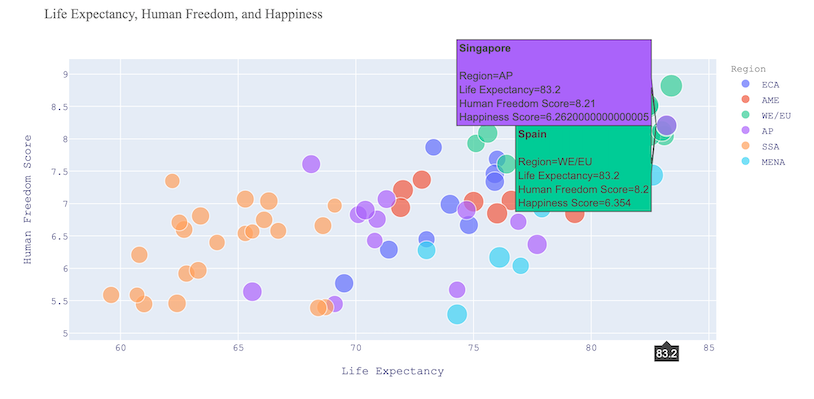 Life Expectancy, Human Freedom, and Happiness
Singapore
Region=AP
Life Expectancy=83.2
Human Freedom Score=8.21
Happiness Score=6.2620000000000005
Spain
Region=WE/EU
Life Expectancy=83.2
Human Freedom Score=8.2
Happiness Score=6.354
Region
ECA
AME
WE/EU
AP
SSA
MENA
Human Freedom Score
9
8.5
8
7.5
7
6.5
6
5.5
5
60
65
70
75
80
83.2
85
Life Expectancy